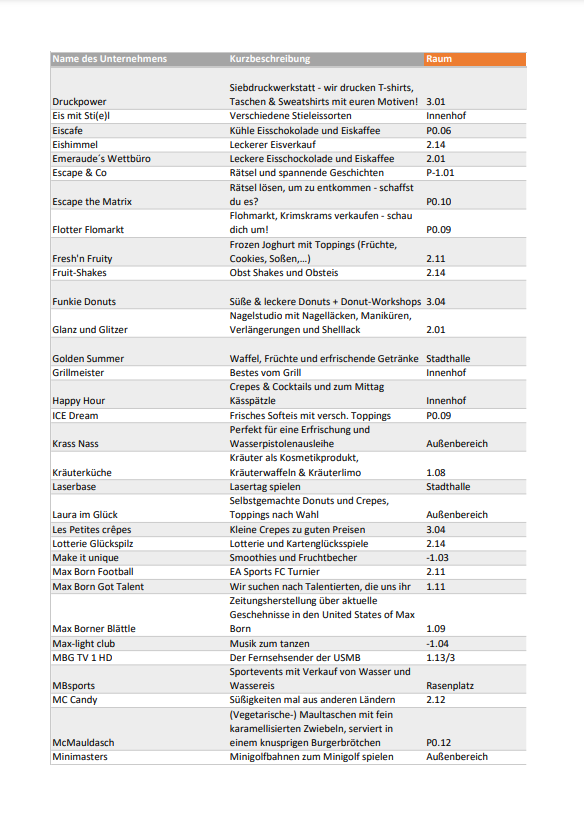 Name des Unternehmens Kurzbeschreibung Raum
Siebdruckwerkstatt - wir drucken T-shirts,
Druckpower Taschen & Sweatshirts mit euren Motiven! 3.01
Eis mit Sti(e)l Verschiedene Stieleissorten Innenhof
Eiscafe Kühle Eisschokolade und Eiskaffee P0.06
Eishimmel Leckerer Eisverkauf 2.14
Emeraude´s Wettbüro Leckere Eisschockolade und Eiskaffee 2.01
Escape & Co Rätsel und spannende Geschichten P-1.01
Rätsel lösen, um zu entkommen - schaffst
Escape the Matrix du es? P0.10
Flohmarkt, Krimskrams verkaufen - schau
Flotter Flomarkt dich um! P0.09
Frozen Joghurt mit Toppings (Früchte,
Fresh'n Fruity Cookies, Soßen,...) 2.11
Fruit-Shakes Obst Shakes und Obsteis 2.14
Funkie Donuts Süße & leckere Donuts + Donut-Workshops 3.04
Nagelstudio mit Nagelläcken, Maniküren,
Glanz und Glitzer Verlängerungen und Shelllack 2.01
Golden Summer Waffel, Früchte und erfrischende Getränke Stadthalle
Grillmeister Bestes vom Grill Innenhof
Crepes & Cocktails und zum Mittag
Happy Hour Kässpätzle Innenhof
ICE Dream Frisches Softeis mit versch. Toppings P0.09
Perfekt für eine Erfrischung und
Krass Nass Wasserpistolenausleihe Außenbereich
Kräuter als Kosmetikprodukt,
Kräuterküche Kräuterwaffeln & Kräuterlimo 1.08
Laserbase Lasertag spielen Stadthalle
Selbstgemachte Donuts und Crepes,
Laura im Glück Toppings nach Wahl Außenbereich
Les Petites crêpes Kleine Crepes zu guten Preisen 3.04
Lotterie Glückspilz Lotterie und Kartenglücksspiele 2.14
Make it unique Smoothies und Fruchtbecher -1.03
Max Born Football EA Sports FC Turnier 2.11
Max Born Got Talent Wir suchen nach Talentierten, die uns ihr 1.11
Zeitungsherstellung über aktuelle
Geschehnisse in den United States of Max
Max Borner Blättle Born 1.09
Max-light club Musik zum tanzen -1.04
MBG TV 1 HD Der Fernsehsender der USMB 1.13/3
Sportevents mit Verkauf von Wasser und
MBsports Wassereis Rasenplatz
MC Candy Süßigkeiten mal aus anderen Ländern 2.12
(Vegetarische-) Maultaschen mit fein
karamellisierten Zwiebeln, serviert in
McMauldasch einem knusprigen Burgerbrötchen P0.12
Minimasters Minigolfbahnen zum Minigolf spielen Außenbereich